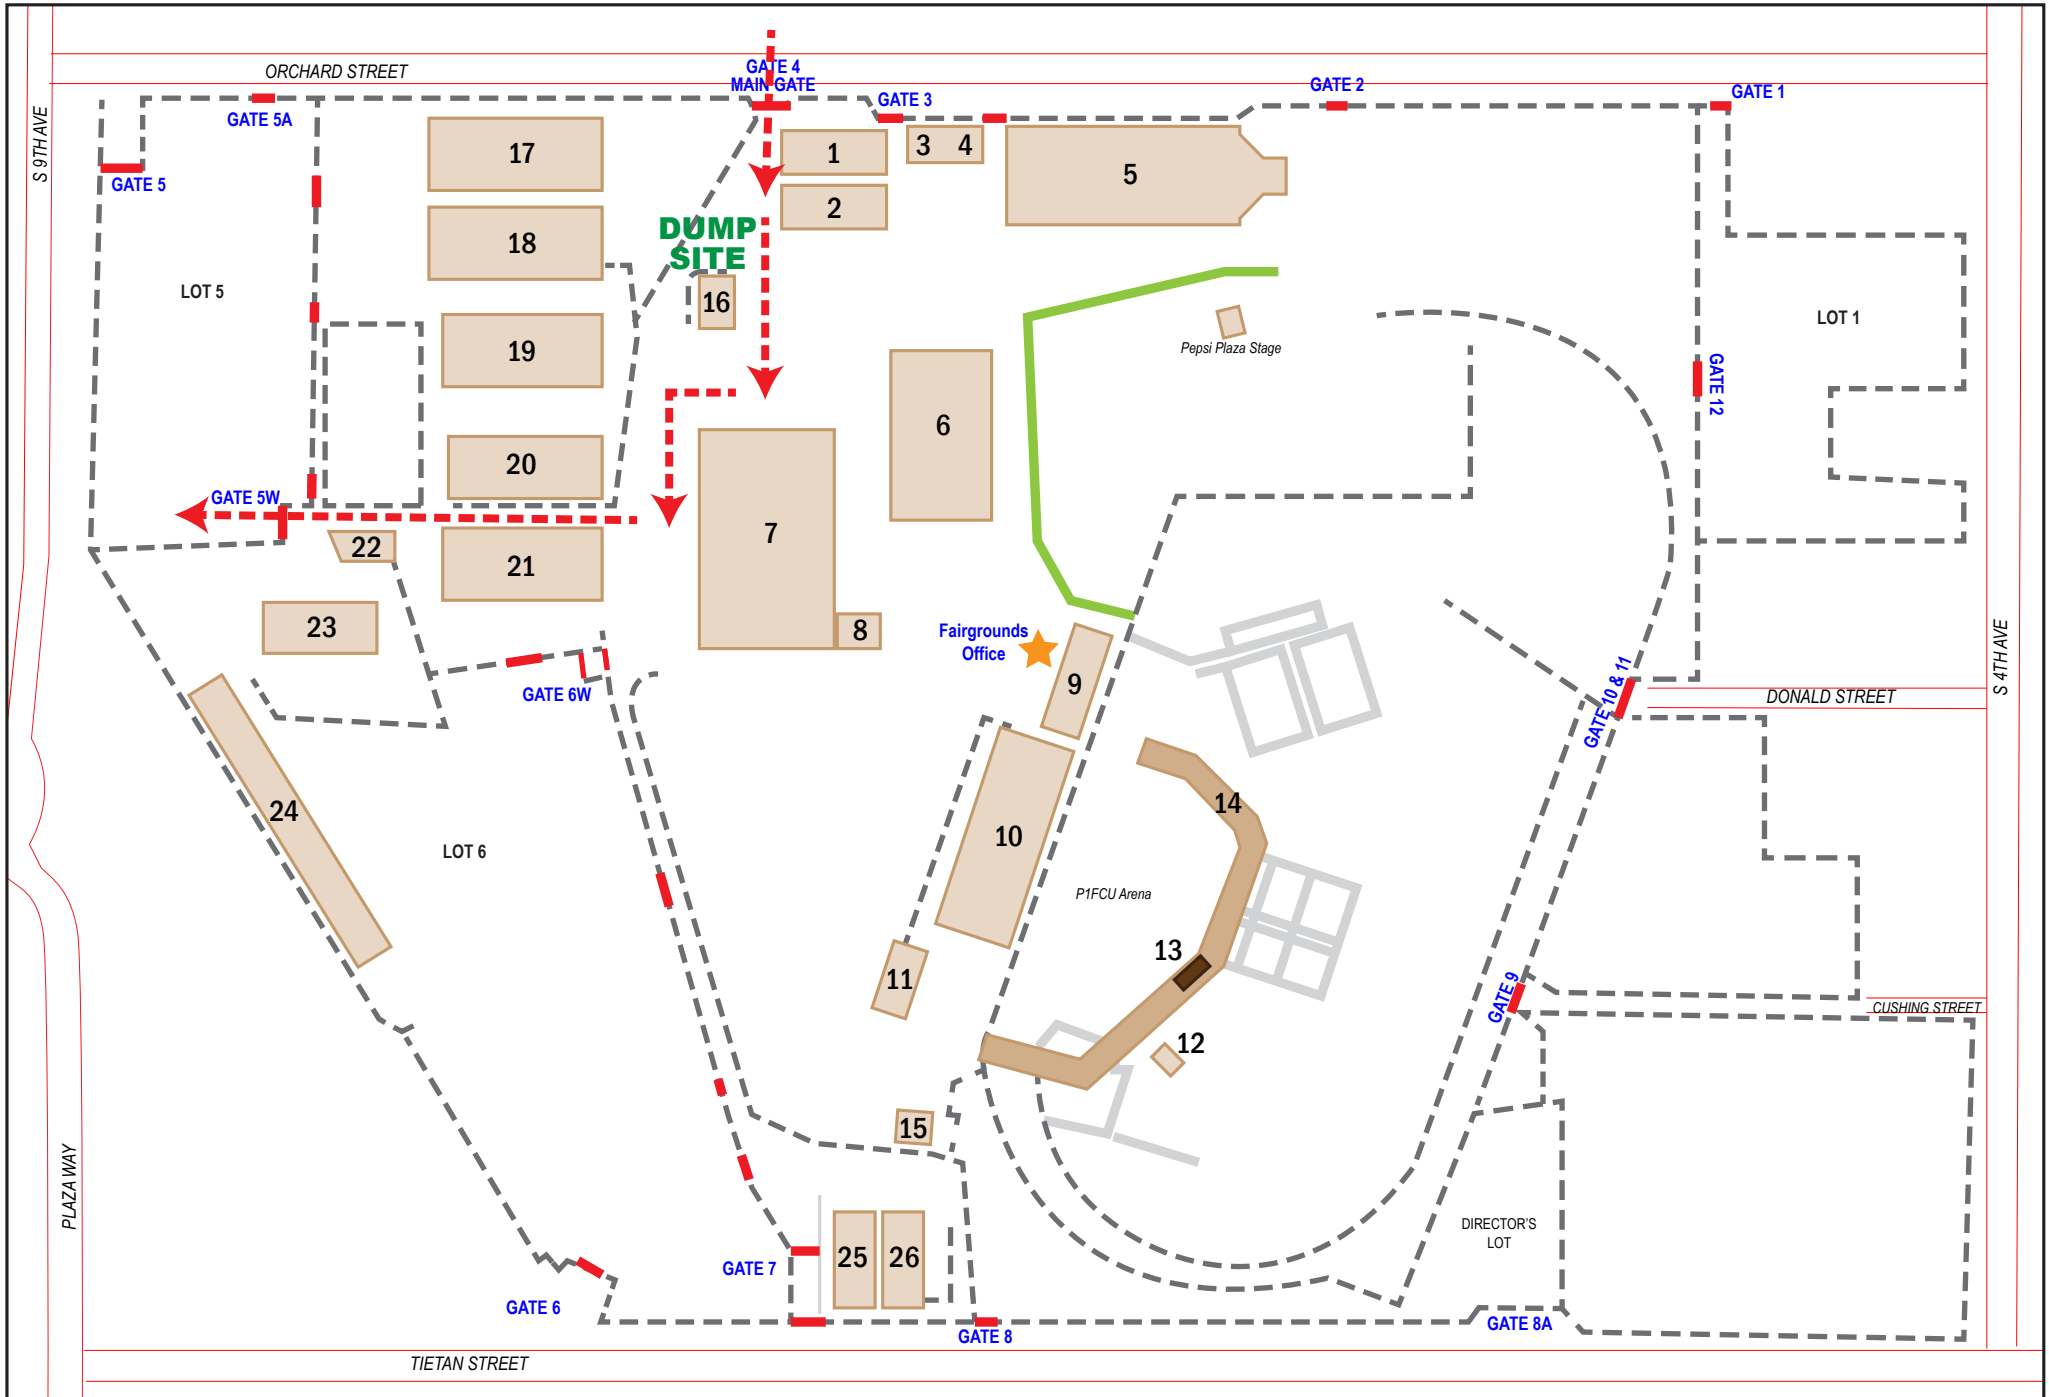 ORCHARD STREET
GATE 4
MAIN GATE
GATE 5A
GATE 3
GATE 2
GATE 1
S 9TH AVE
GATE 5
17
1
3 4
5
2
18
DUMP
SITE
16
LOT 5
LOT 1
19
Pepsi Plaza Stage
GATE 12
6
20
GATE 5W
22
7
21
23
8
Fairgrounds
Office
9
GATE 6W
GATE 10 & 11
DONALD STREET
S 4TH AVE
24
LOT 6
10
14
P1FCU Arena
13
11
GATE 9
CUSHING STREET
12
15
PLAZA WAY
DIRECTOR'S
LOT
25
26
GATE 7
GATE 6
GATE 8
GATE 8A
TIETAN STREET